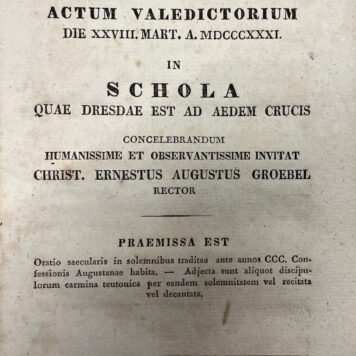 ACTUM VALEDICTORIUM
DIE XXVIII. MART. A. MDCCCXXXI.
IN
SCHOLA
QUAE DRESDAE EST AD AEDEM CRUCIS
CONCELEBRANDUM
HUMANISSIME ET OBSERVANTISSIME INVITAT
CHRIST. ERNESTUS AUGUSTUS GROEBEL
RECTOR
PRAEMISSA EST
Oratio saecularis in solemnibus traditae ante annos CCC. Con-
fessionis Augustanae habita. — Adjecta sunt aliquot discipu-
lorum carmina teutonica per eandem solemnitatem vel recitata
vel decantata.